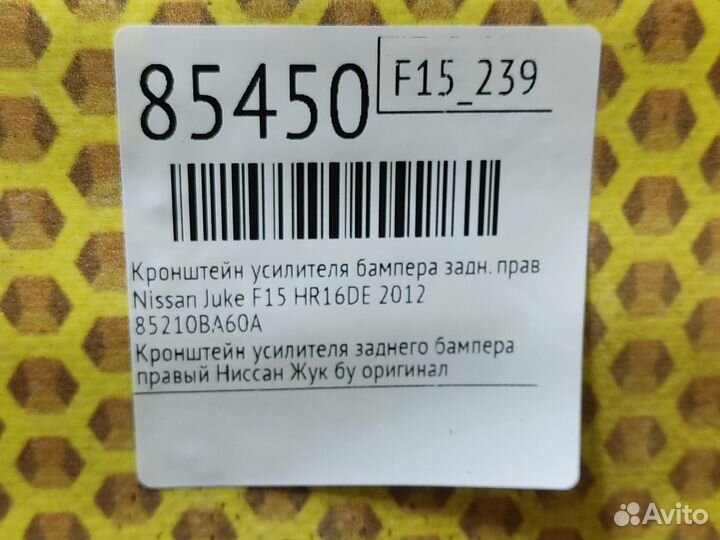 85450
F15_239
Кронштейн усилителя бампера задн. прав
Nissan Juke F15 HR16DE 2012
85210BA60A
Кронштейн усилителя заднего бампера
правый Ниссан Жук бу оригинал
Avito